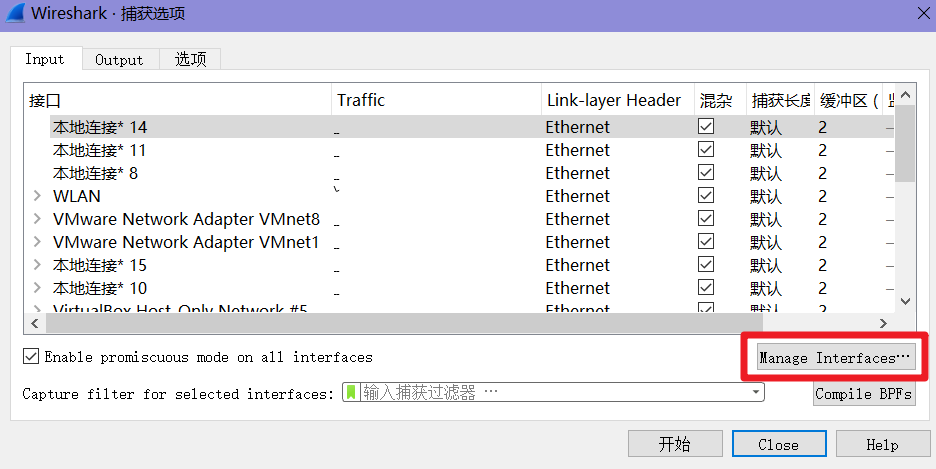 Wireshark · 捕获选项
Input Output 选项
接口 Traffic Link-layer Header 混杂 捕获长度 缓冲区 (
本地连接* 14 _ Ethernet 默认 2 —
本地连接* 11 _ Ethernet 默认 2 —
本地连接* 8 _ Ethernet 默认 2 —
WLAN Ethernet 默认 2 —
VMware Network Adapter VMnet8 _ Ethernet 默认 2 —
VMware Network Adapter VMnet1 _ Ethernet 默认 2 —
本地连接* 15 _ Ethernet 默认 2 —
本地连接* 10 _ Ethernet 默认 2 —
VirtualBox Host-Only Network #5 Ethernet 默认 2
Enable promiscuous mode on all interfaces Manage Interfaces…
Capture filter for selected interfaces: 输入捕获过滤器 … Compile BPFs
开始 Close Help